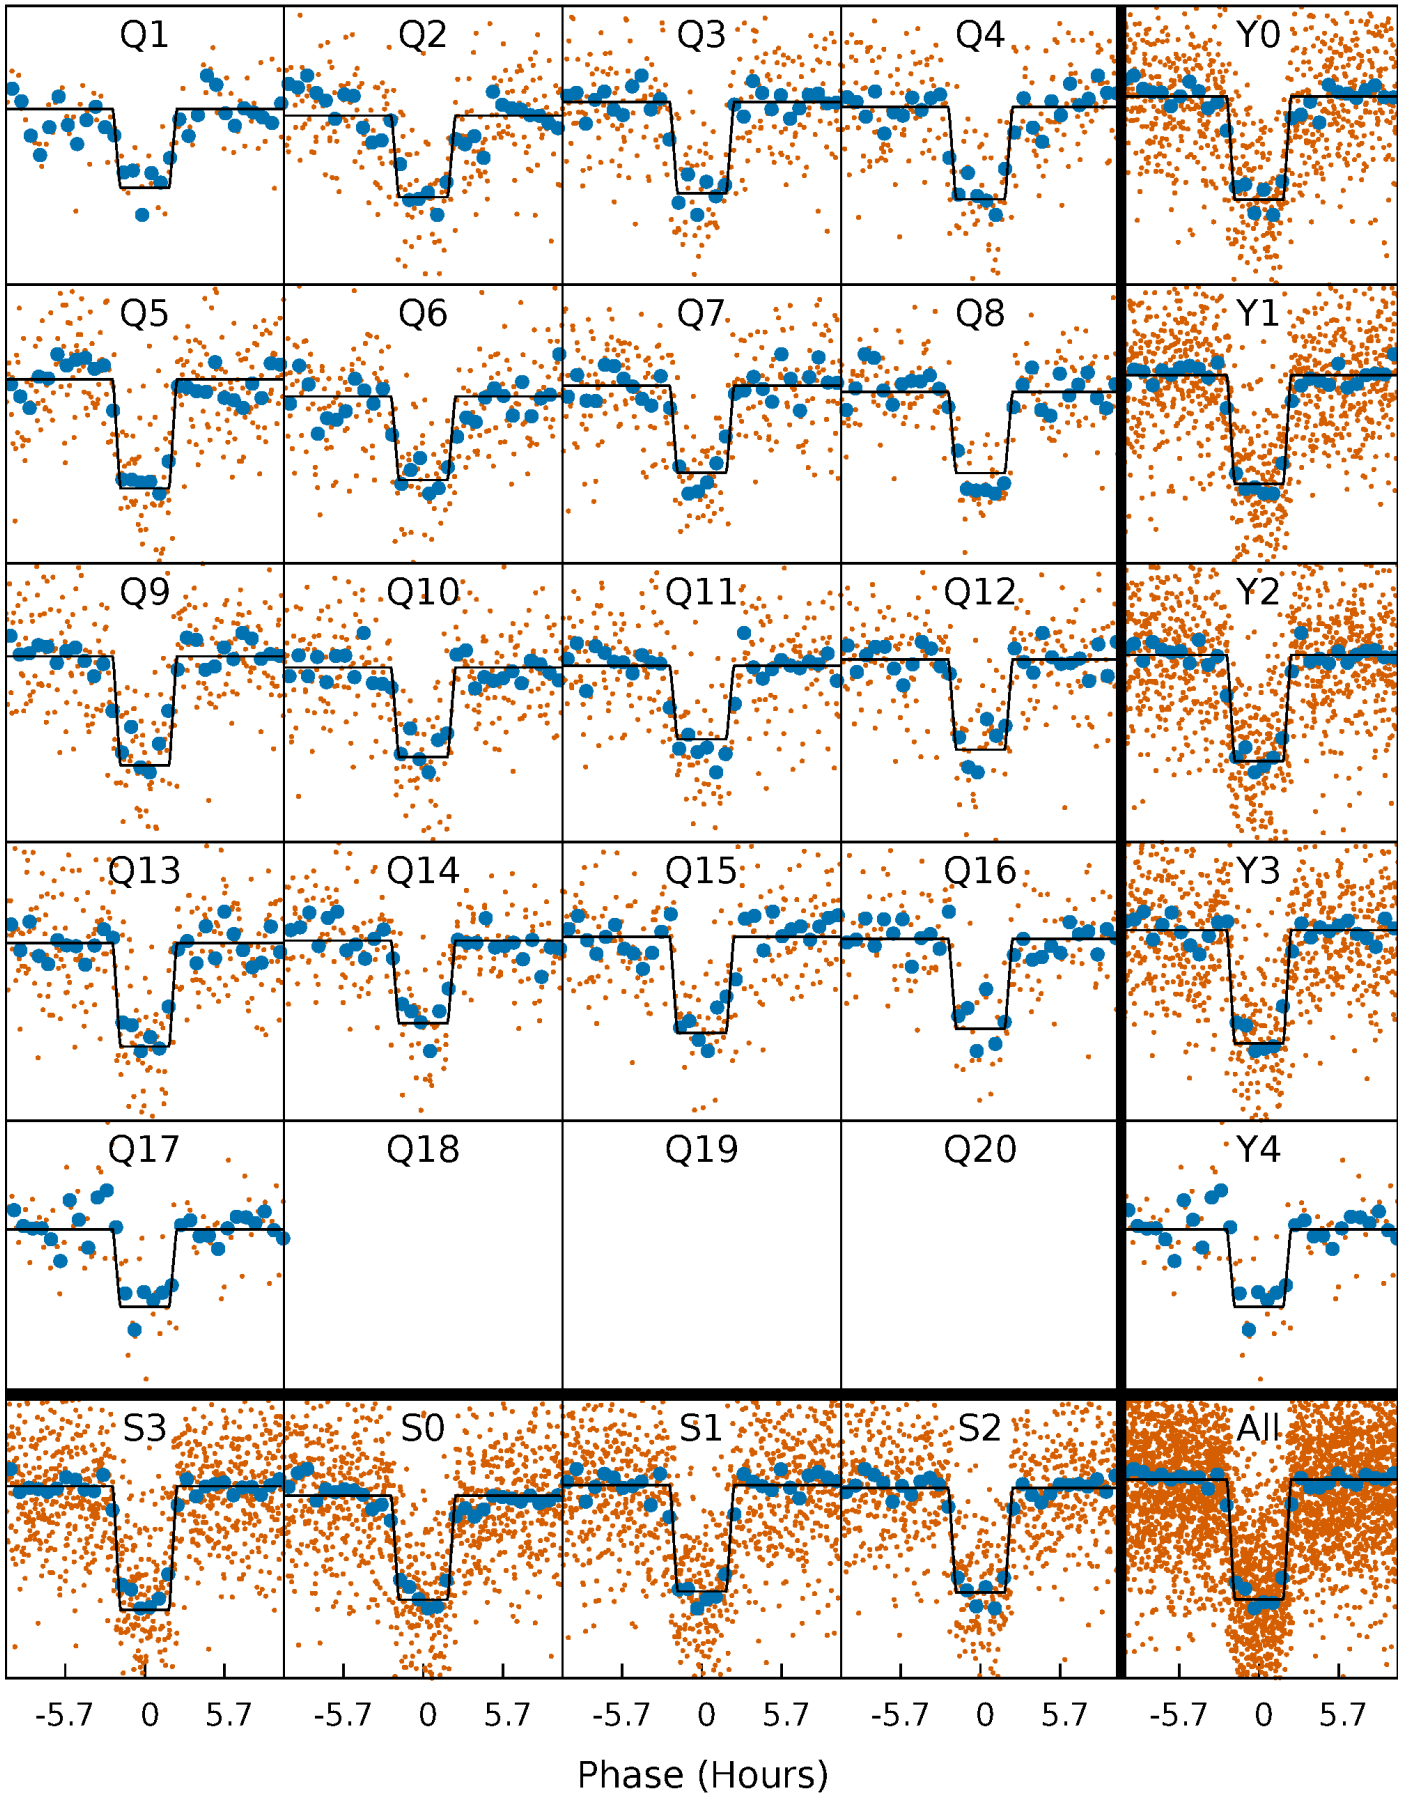 Q1 Q2 Q3 Q4 Y0
Q5 Q6 Q7 Q8 Y1
Q9 Q10 Q11 Q12 Y2
Q13 Q14 Q15 Q16 Y3
Q17 Q18 Q19 Q20 Y4
S3 S0 S1 S2 All
-5.7 0 5.7 -5.7 0 5.7 -5.7 0 5.7 -5.7 0 5.7 -5.7 0 5.7
Phase (Hours)